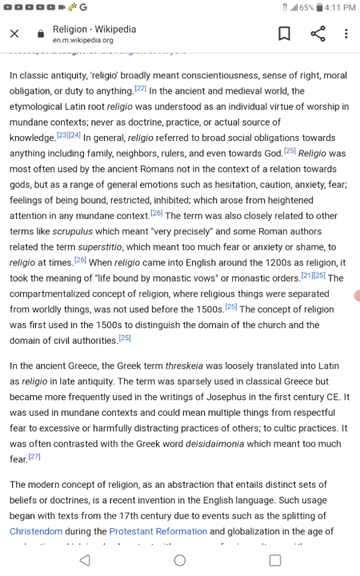 65% 4:11 PM
Religion - Wikipedia
en.m.wikipedia.org
In classic antiquity, 'religio' broadly meant conscientiousness, sense of right, moral
obligation, or duty to anything.[22] In the ancient and medieval world, the
etymological Latin root religio was understood as an individual virtue of worship in
mundane contexts; never as doctrine, practice, or actual source of
knowledge.[23][24] In general, religio referred to broad social obligations towards
anything including family, neighbors, rulers, and even towards God.[25] Religio was
most often used by the ancient Romans not in the context of a relation towards
gods, but as a range of general emotions such as hesitation, caution, anxiety, fear;
feelings of being bound, restricted, inhibited; which arose from heightened
attention in any mundane context.[26] The term was also closely related to other
terms like scrupulus which meant "very precisely" and some Roman authors
related the term superstitio, which meant too much fear or anxiety or shame, to
religio at times.[26] When religio came into English around the 1200s as religion, it
took the meaning of "life bound by monastic vows" or monastic orders.[21][25] The
compartmentalized concept of religion, where religious things were separated
from worldly things, was not used before the 1500s.[25] The concept of religion
was first used in the 1500s to distinguish the domain of the church and the
domain of civil authorities.[25]
In the ancient Greece, the Greek term threskeia was loosely translated into Latin
as religio in late antiquity. The term was sparsely used in classical Greece but
became more frequently used in the writings of Josephus in the first century CE. It
was used in mundane contexts and could mean multiple things from respectful
fear to excessive or harmfully distracting practices of others; to cultic practices. It
was often contrasted with the Greek word deisidaimonia which meant too much
fear.[27]
The modern concept of religion, as an abstraction that entails distinct sets of
beliefs or doctrines, is a recent invention in the English language. Such usage
began with texts from the 17th century due to events such as the splitting of
Christendom during the Protestant Reformation and globalization in the age of